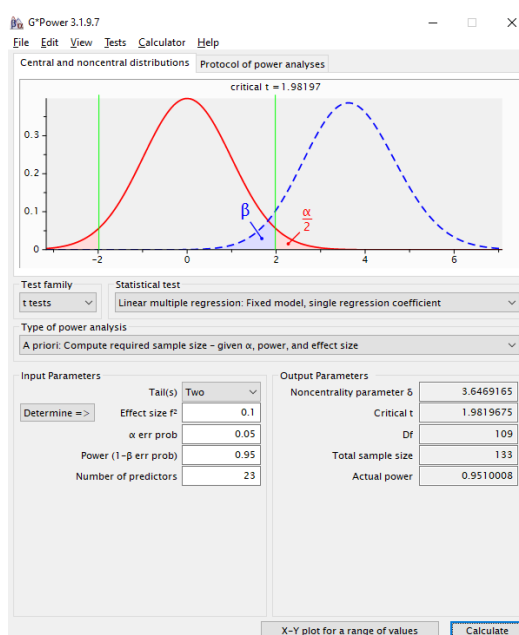 G*Power 3.1.9.7
File Edit View Tests Calculator Help
Central and noncentral distributions Protocol of power analyses
critical t = 1.98197
0.3
0.2
0.1
0
-2 0 2 4 6
β
α
2
Test family Statistical test
t tests Linear multiple regression: Fixed model, single regression coefficient
Type of power analysis
A priori: Compute required sample size - given α, power, and effect size
Input Parameters Output Parameters
Tail(s) Two Noncentrality parameter δ 3.6469165
Determine => Effect size f² 0.1 Critical t 1.9819675
α err prob 0.05 Df 109
Power (1-β err prob) 0.95 Total sample size 133
Number of predictors 23 Actual power 0.9510008
X-Y plot for a range of values Calculate